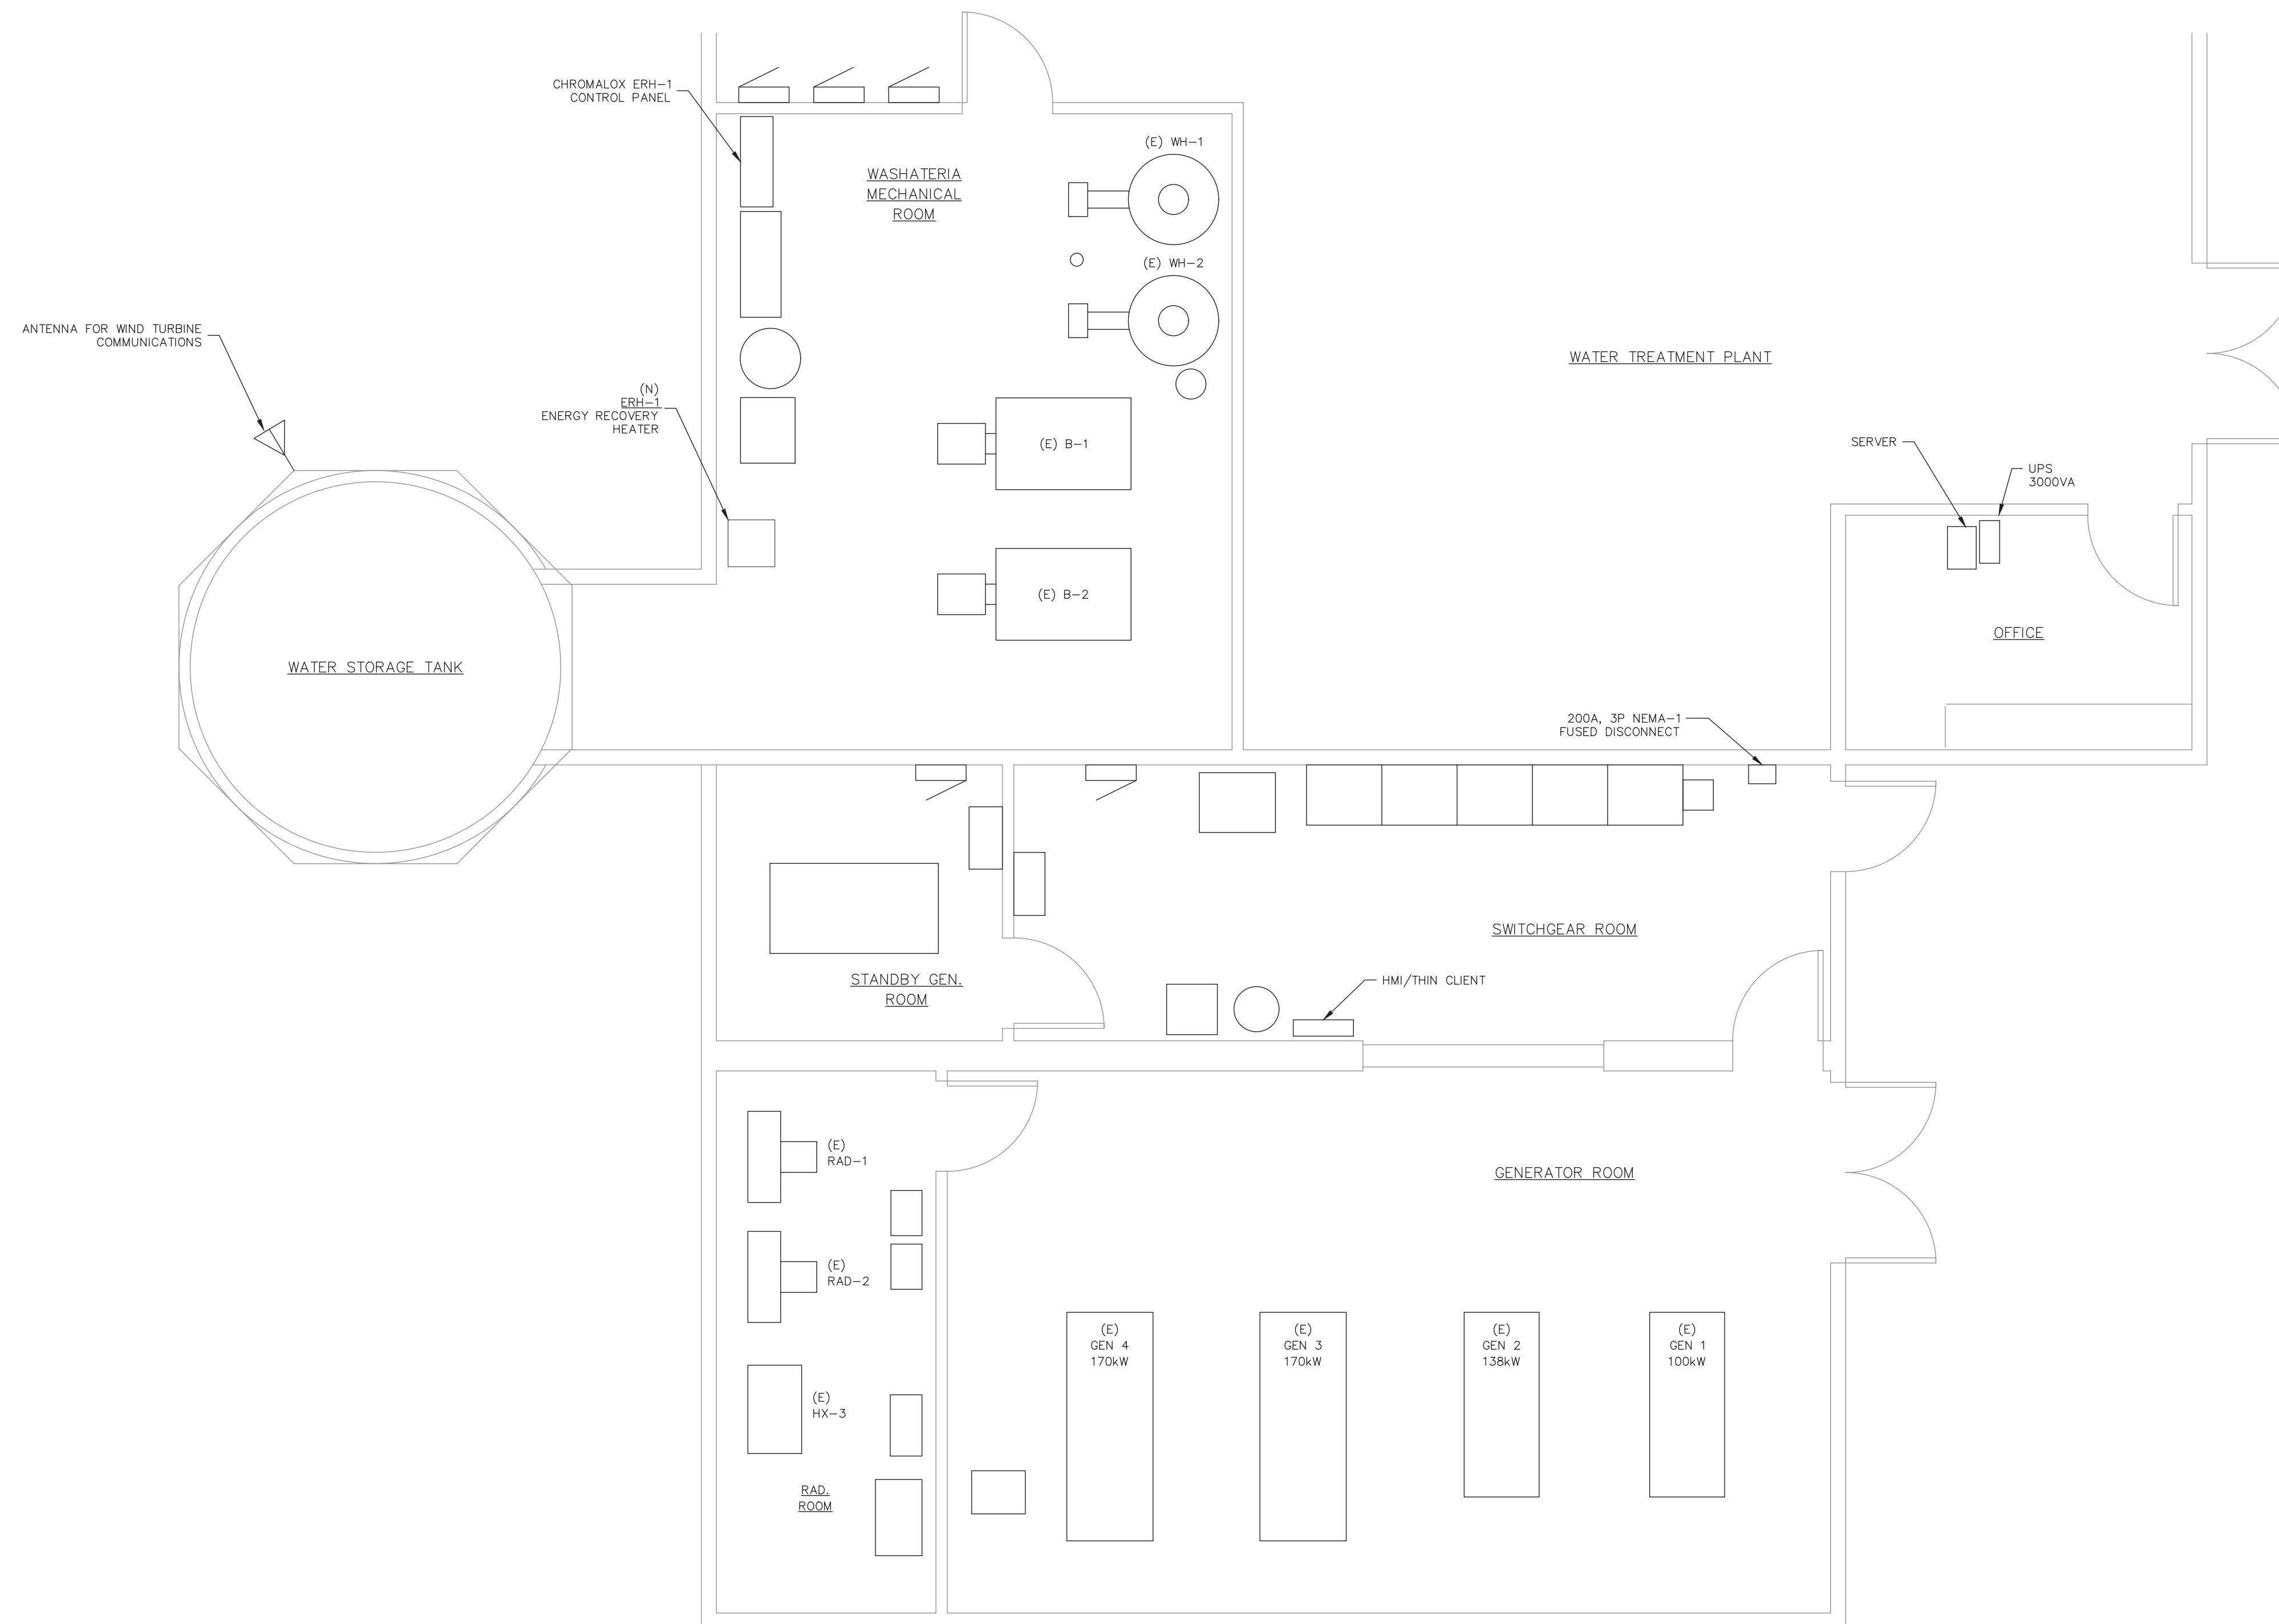 CHROMALOX ERH-1
CONTROL PANEL
(E) WH-1
WASHATERIA
MECHANICAL
ROOM
(E) WH-2
ANTENNA FOR WIND TURBINE
COMMUNICATIONS
WATER TREATMENT PLANT
(N)
ERH-1
ENERGY RECOVERY
HEATER
(E) B-1
SERVER
UPS
3000VA
(E) B-2
OFFICE
WATER STORAGE TANK
200A, 3P NEMA-1
FUSED DISCONNECT
SWITCHGEAR ROOM
STANDBY GEN.
ROOM
HMI/THIN CLIENT
(E)
RAD-1
GENERATOR ROOM
(E)
RAD-2
(E)
GEN 4
170kW
(E)
GEN 3
170kW
(E)
GEN 2
138kW
(E)
GEN 1
100kW
(E)
HX-3
RAD.
ROOM